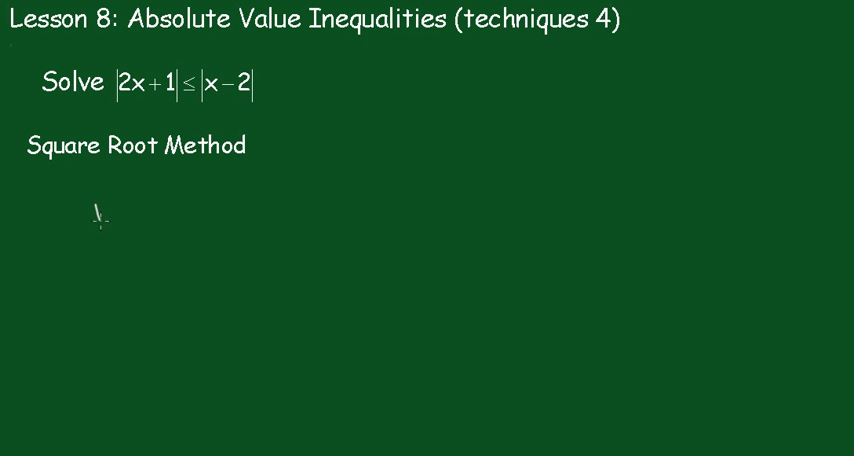 Lesson 8: Absolute Value Inequalities (techniques 4)
Solve |2x+1|≤|x−2|
Square Root Method